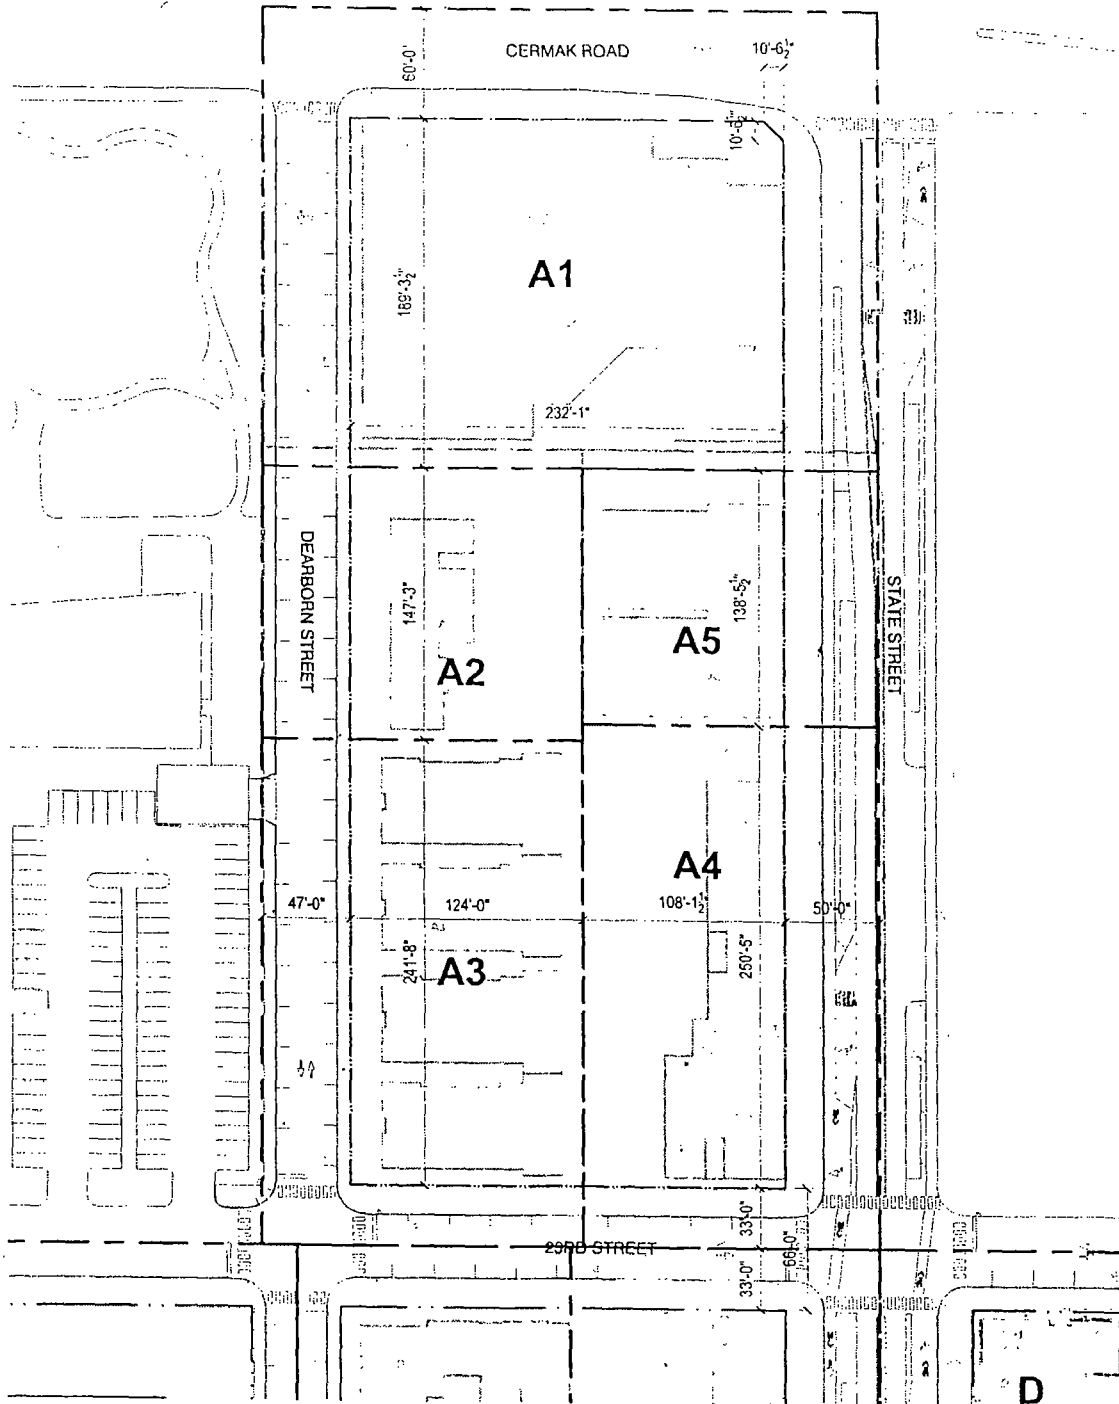 CERMAK ROAD
10'-6½"
60'-0"
10'-6½"
A1
189'-3½"
232'-1"
DEARBORN STREET
147'-3"
A2
A5
138'-5½"
STATE STREET
A4
47'-0"
124'-0"
108'-1½"
50'-0"
241'-8"
A3
250'-5"
23RD STREET
33'-0"
66'-0"
33'-0"
D